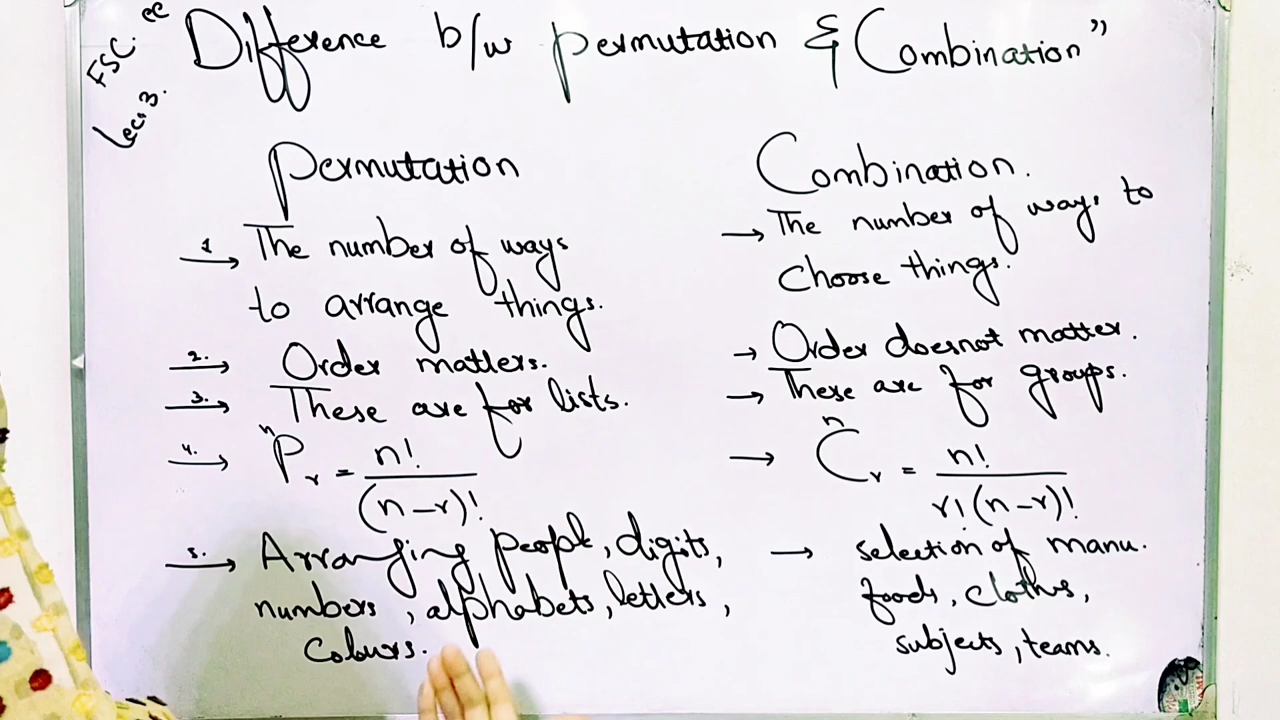 FSC.
Lec:3.
"Difference b/w permutation & Combination"
Permutation
1. → The number of ways
to arrange things.
2. → Order matters.
3. → These are for lists.
4. → ⁿPᵣ = n! / (n-r)!
5. → Arranging people, digits,
numbers, alphabets, letters,
Colours.
Combination.
→ The number of ways to
Choose things.
→ Order doesnot matter.
→ These are for groups.
→ ⁿCᵣ = n! / r!(n-r)!
→ selection of manu.
foods, clothes,
subjects, teams.